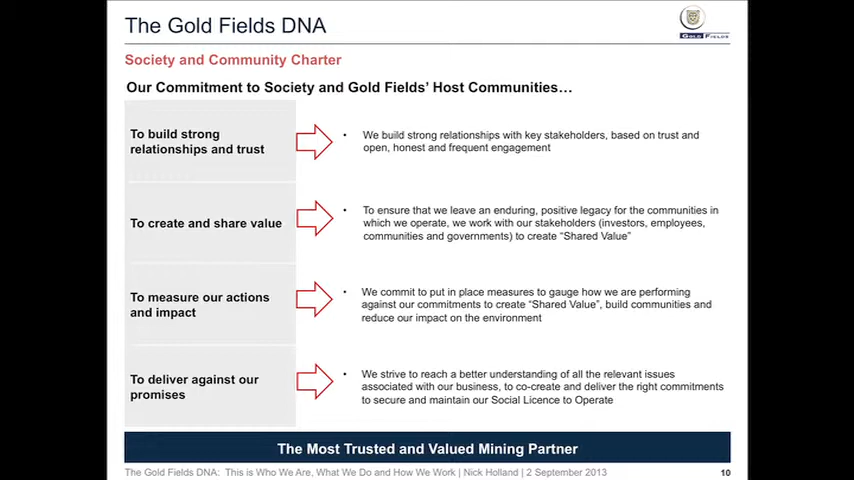 The Gold Fields DNA
GOLD FIELDS
Society and Community Charter
Our Commitment to Society and Gold Fields' Host Communities…
To build strong
relationships and trust
• We build strong relationships with key stakeholders, based on trust and
open, honest and frequent engagement
To create and share value
• To ensure that we leave an enduring, positive legacy for the communities in
which we operate, we work with our stakeholders (investors, employees,
communities and governments) to create “Shared Value”
To measure our actions
and impact
• We commit to put in place measures to gauge how we are performing
against our commitments to create “Shared Value”, build communities and
reduce our impact on the environment
To deliver against our
promises
• We strive to reach a better understanding of all the relevant issues
associated with our business, to co-create and deliver the right commitments
to secure and maintain our Social Licence to Operate
The Most Trusted and Valued Mining Partner
The Gold Fields DNA: This is Who We Are, What We Do and How We Work | Nick Holland | 2 September 2013
10